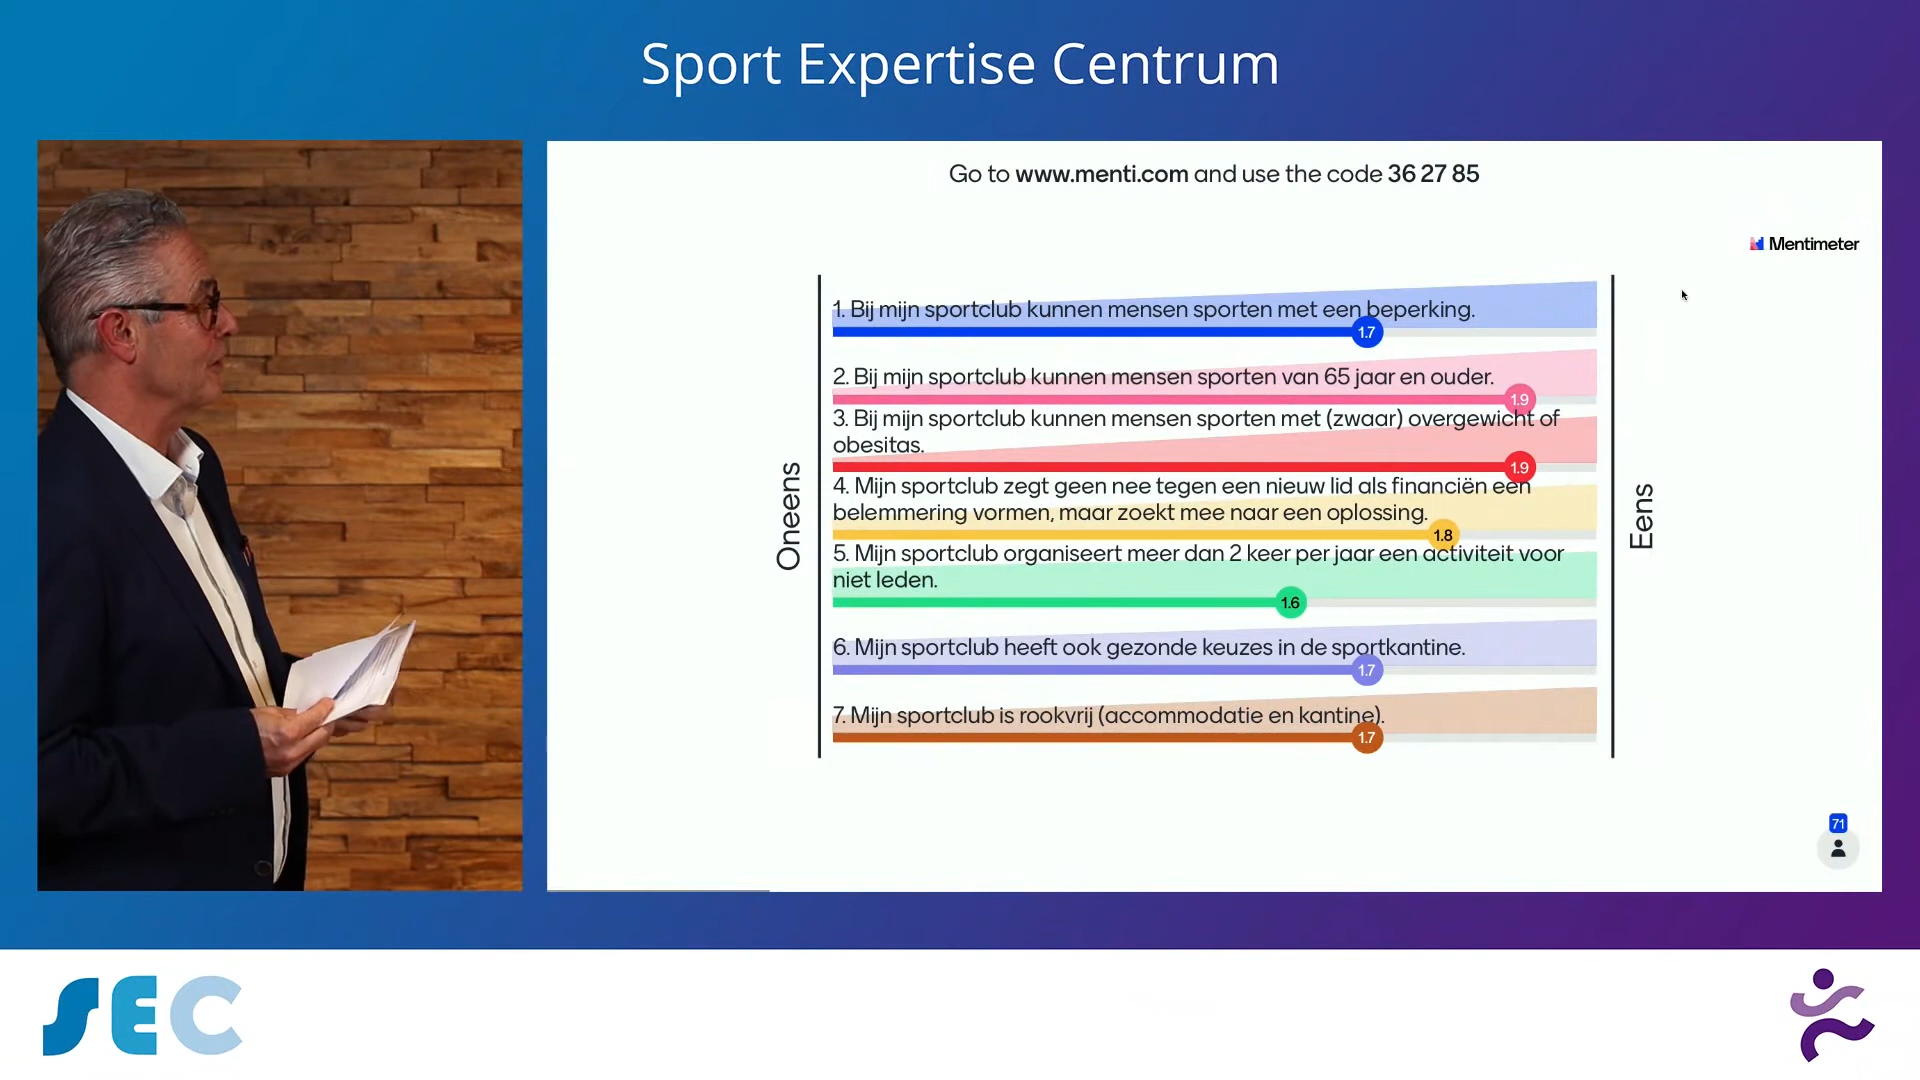 Sport Expertise Centrum
Go to www.menti.com and use the code 36 27 85
Mentimeter
Oneens
1. Bij mijn sportclub kunnen mensen sporten met een beperking.
1.7
2. Bij mijn sportclub kunnen mensen sporten van 65 jaar en ouder.
1.9
3. Bij mijn sportclub kunnen mensen sporten met (zwaar) overgewicht of
obesitas.
1.9
4. Mijn sportclub zegt geen nee tegen een nieuw lid als financiën een
belemmering vormen, maar zoekt mee naar een oplossing.
1.8
5. Mijn sportclub organiseert meer dan 2 keer per jaar een activiteit voor
niet leden.
1.6
6. Mijn sportclub heeft ook gezonde keuzes in de sportkantine.
1.7
7. Mijn sportclub is rookvrij (accommodatie en kantine).
1.7
Eens
71
SEC